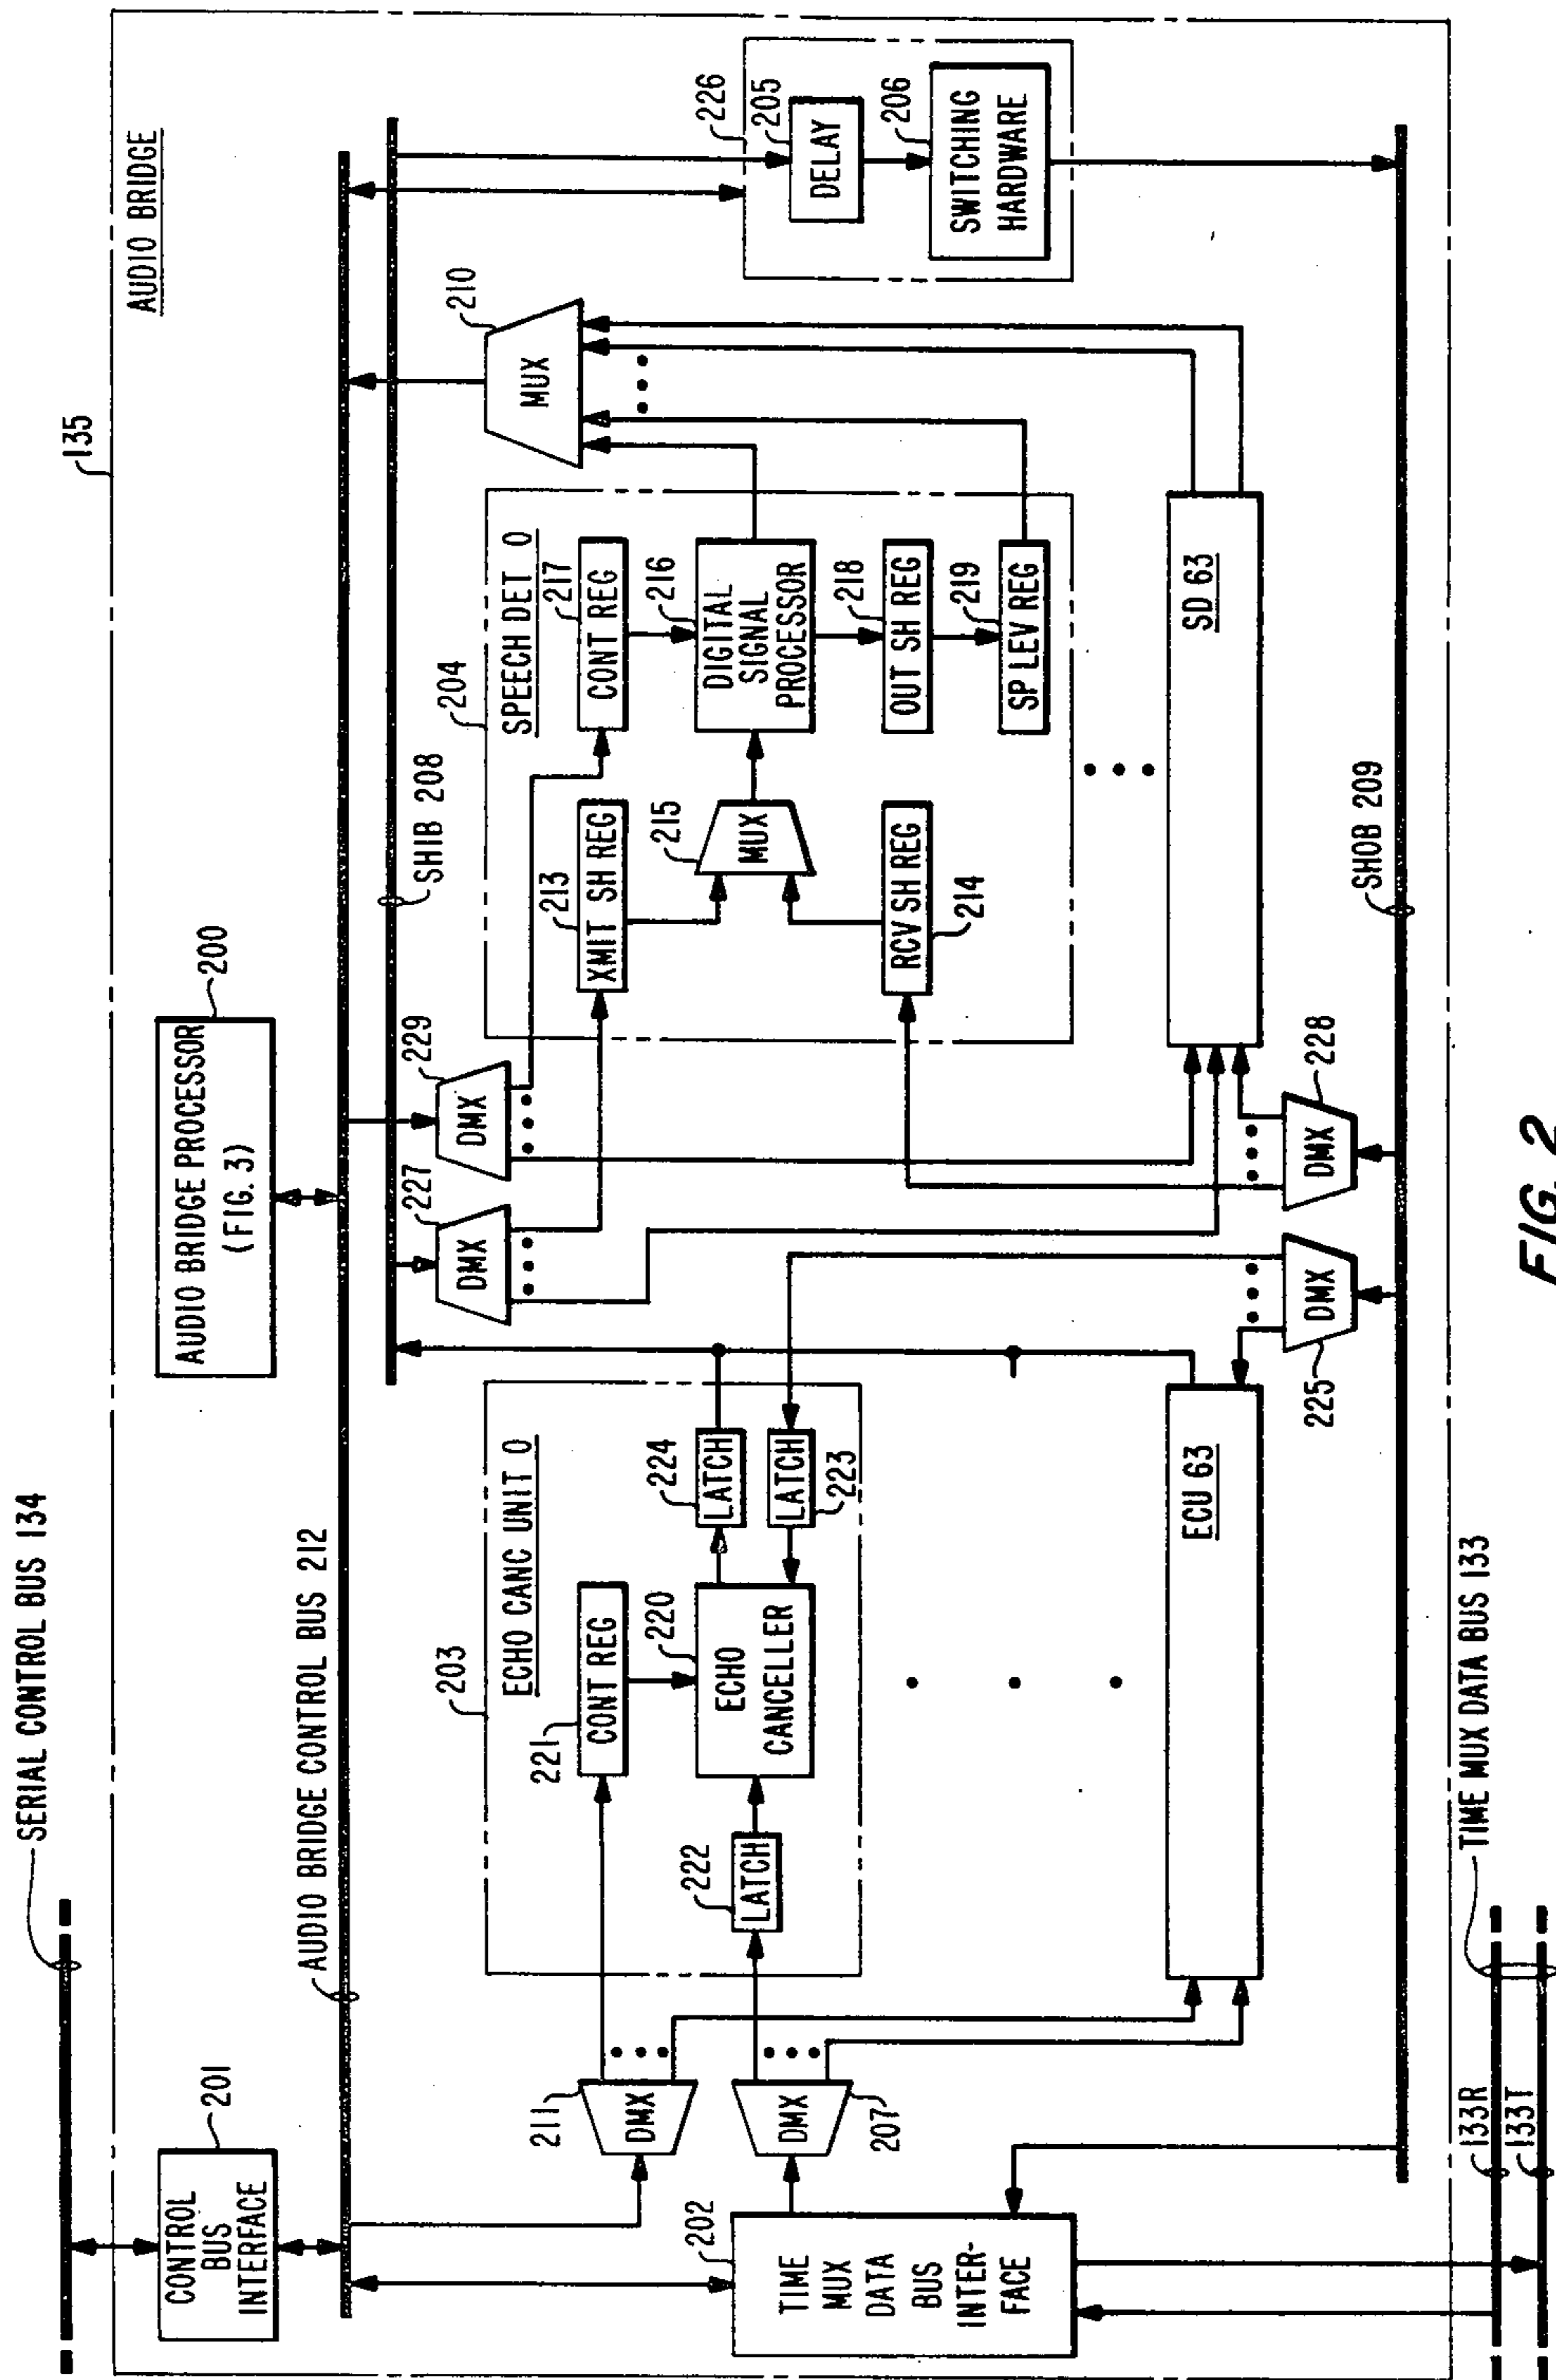 SERIAL CONTROL BUS 134
135
AUDIO BRIDGE
201
CONTROL
BUS
INTERFACE
AUDIO BRIDGE PROCESSOR
(FIG. 3)
200
AUDIO BRIDGE CONTROL BUS 212
SHIB 208
211
DMX
203
ECHO CANC UNIT 0
221
CONT REG
220
ECHO
CANCELLER
222
LATCH
224
LATCH
LATCH
223
227
DMX
229
DMX
204
SPEECH DET 0
217
CONT REG
213
XMIT SH REG
216
DIGITAL
SIGNAL
PROCESSOR
215
MUX
218
OUT SH REG
RCV SH REG
214
219
SP LEV REG
210
MUX
226
205
DELAY
206
SWITCHING
HARDWARE
202
TIME
MUX
DATA
BUS
INTER-
FACE
DMX
207
ECU 63
SD 63
DMX
225
DMX
228
SHOB 209
TIME MUX DATA BUS 133
133R
133T
FIG. 2